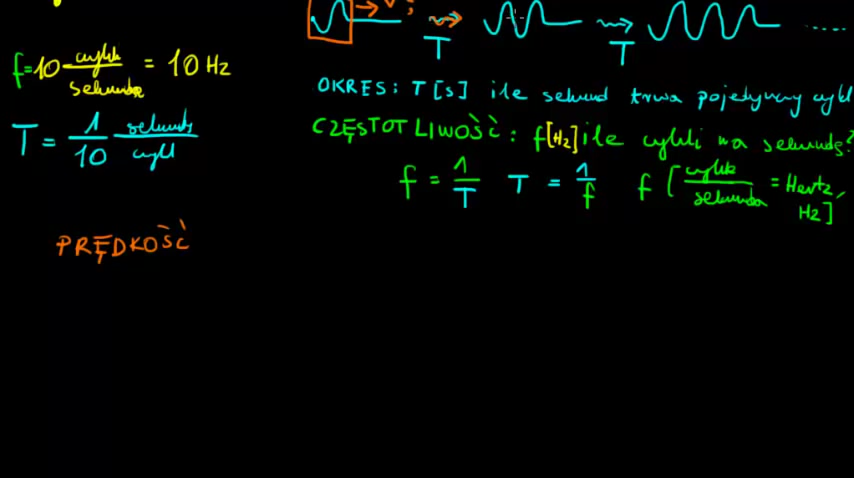 v;
T
T
.....
f=10 cykli/sekunda = 10 Hz
OKRES: T [s] ile sekund trwa pojedynczy cykl
T = 1/10 sekundy/cykl
CZĘSTOTLIWOŚĆ: f[Hz] ile cykli na sekundę?
f = 1/T T = 1/f f [cykle/sekunda = Hertz, Hz]
PRĘDKOŚĆ